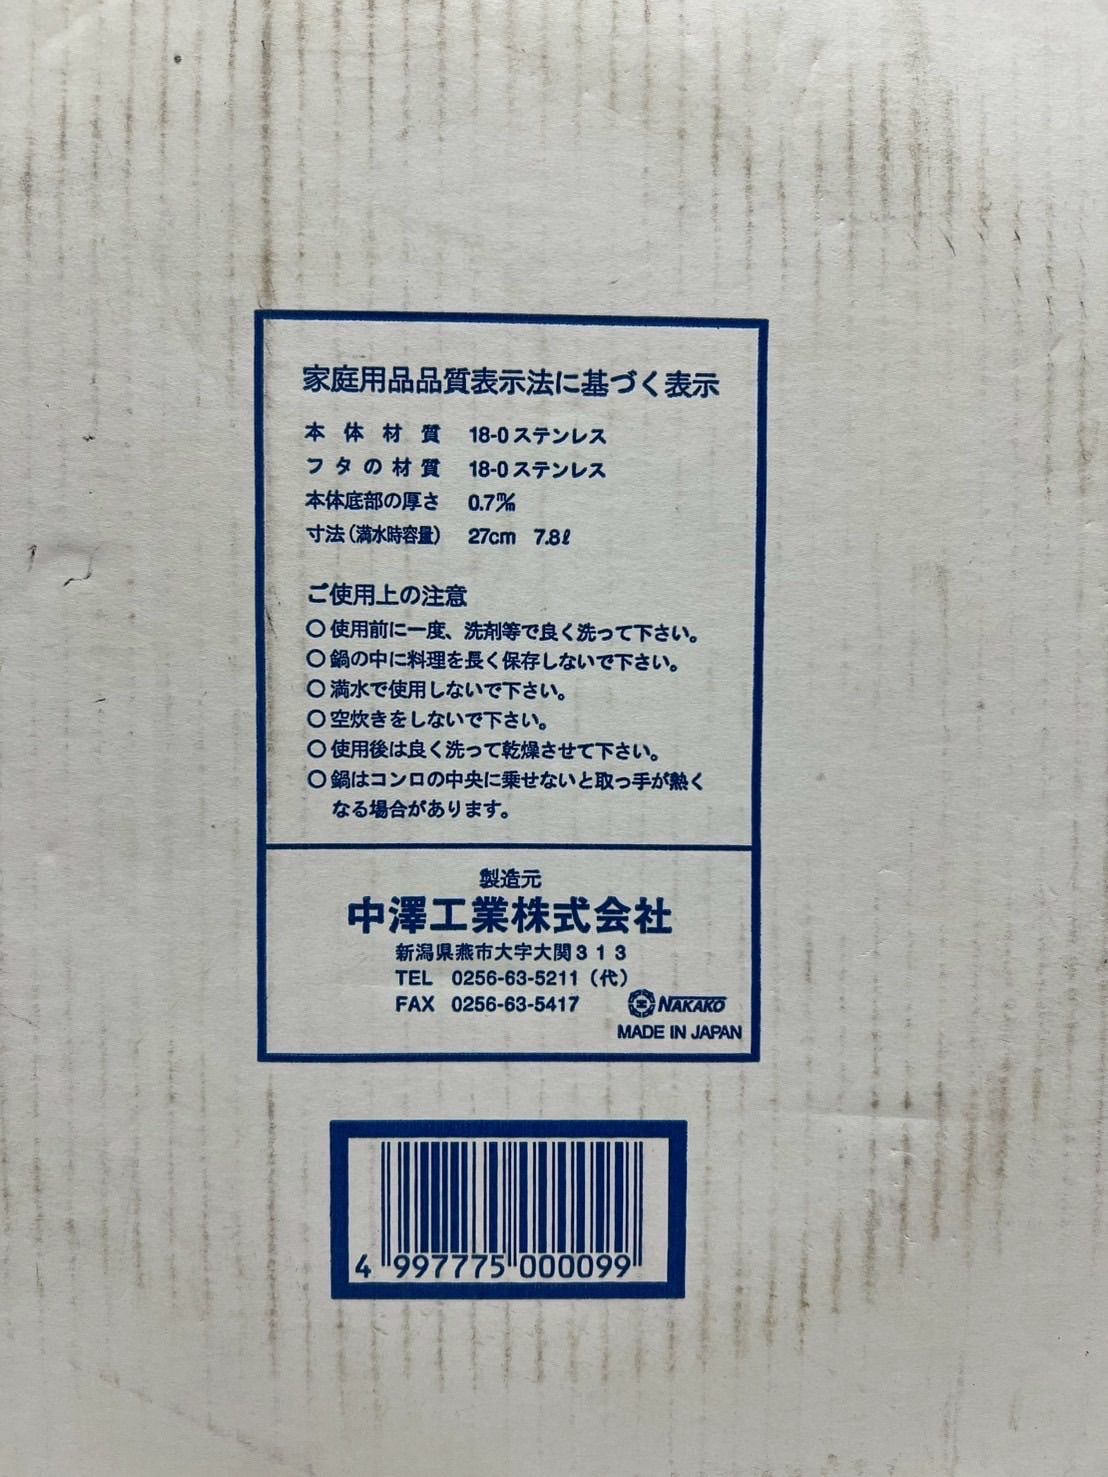 家庭用品品質表示法に基づく表示
本体材質 18-0ステンレス
フタの材質 18-0ステンレス
本体底部の厚さ 0.7㎜
寸法(満水時容量) 27cm 7.8ℓ
ご使用上の注意
○使用前に一度、洗剤等で良く洗って下さい。
○鍋の中に料理を長く保存しないで下さい。
○満水で使用しないで下さい。
○空炊きをしないで下さい。
○使用後は良く洗って乾燥させて下さい。
○鍋はコンロの中央に乗せないと取っ手が熱く
なる場合があります。
製造元
中澤工業株式会社
新潟県燕市大字大関313
TEL 0256-63-5211(代)
FAX 0256-63-5417
NAKAKO
MADE IN JAPAN
4 997775 000099